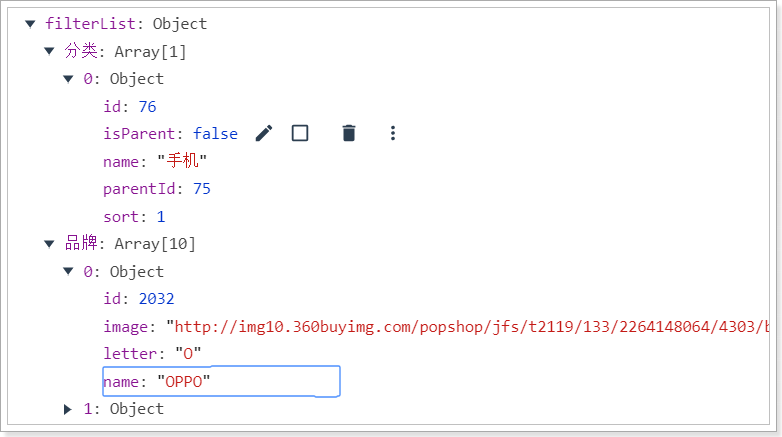 filterList: Object
分类: Array[1]
0: Object
id: 76
isParent: false
name: "手机"
parentId: 75
sort: 1
品牌: Array[10]
0: Object
id: 2032
image: "http://img10.360buyimg.com/popshop/jfs/t2119/133/2264148064/4303/b
letter: "O"
name: "OPPO"
1: Object